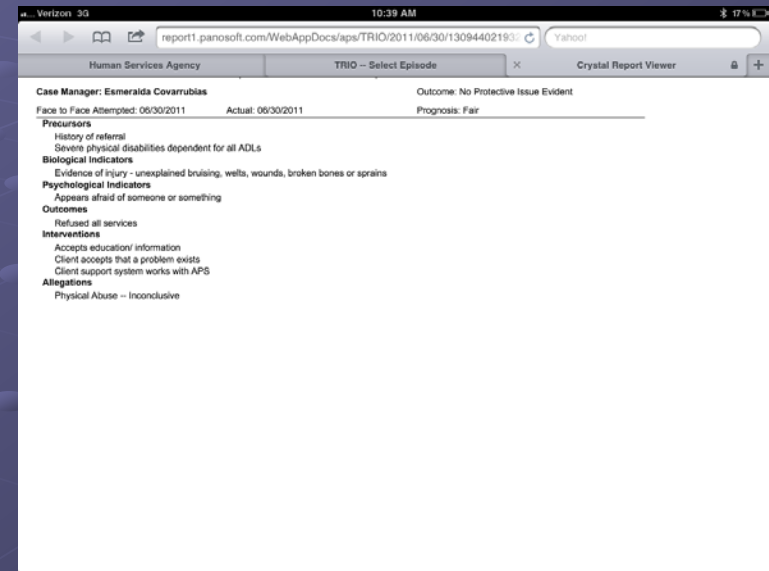 Verizon 3G 10:39 AM 17%
report1.panosoft.com/WebAppDocs/aps/TRIO/2011/06/30/13094402193 Yahoo!
Human Services Agency TRIO -- Select Episode Crystal Report Viewer
Case Manager: Esmeralda Covarrubias Outcome: No Protective Issue Evident
Face to Face Attempted: 06/30/2011 Actual: 06/30/2011 Prognosis: Fair
Precursors
History of referral
Severe physical disabilities dependent for all ADLs
Biological Indicators
Evidence of injury - unexplained bruising, welts, wounds, broken bones or sprains
Psychological Indicators
Appears afraid of someone or something
Outcomes
Refused all services
Interventions
Accepts education/ information
Client accepts that a problem exists
Client support system works with APS
Allegations
Physical Abuse -- Inconclusive